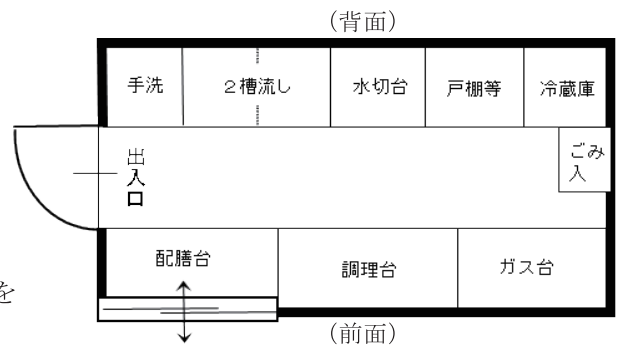 (背面)
手洗
2槽流し
水切台
戸棚等
冷蔵庫
ごみ
入
出入口
配膳台
調理台
ガス台
を
(前面)